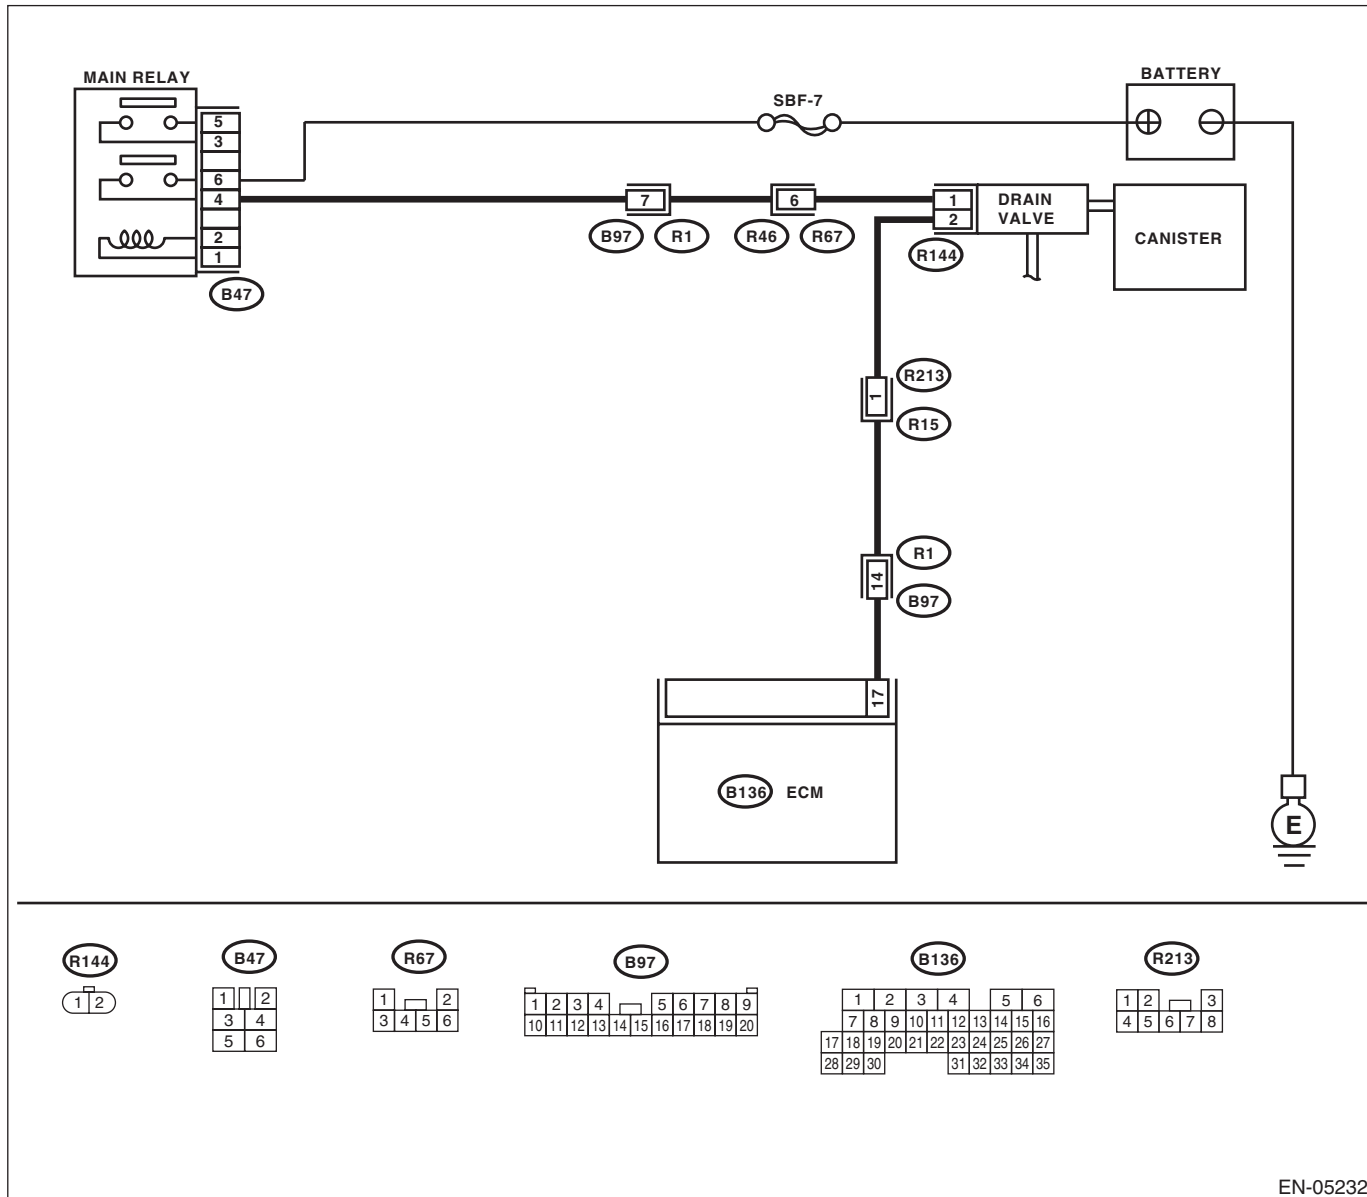 MAIN RELAY
BATTERY
SBF-7
5
3
6
4
2
1
B47
7
B97 R1
6
R46 R67
1
2
R144
DRAIN
VALVE
CANISTER
R213
1
R15
R1
14
B97
17
B136 ECM
E
R144
1 2
B47
1 2
3 4
5 6
R67
1 2
3 4 5 6
B97
1 2 3 4 5 6 7 8 9
10 11 12 13 14 15 16 17 18 19 20
B136
1 2 3 4 5 6
7 8 9 10 11 12 13 14 15 16
17 18 19 20 21 22 23 24 25 26 27
28 29 30 31 32 33 34 35
R213
1 2 3
4 5 6 7 8
EN-05232